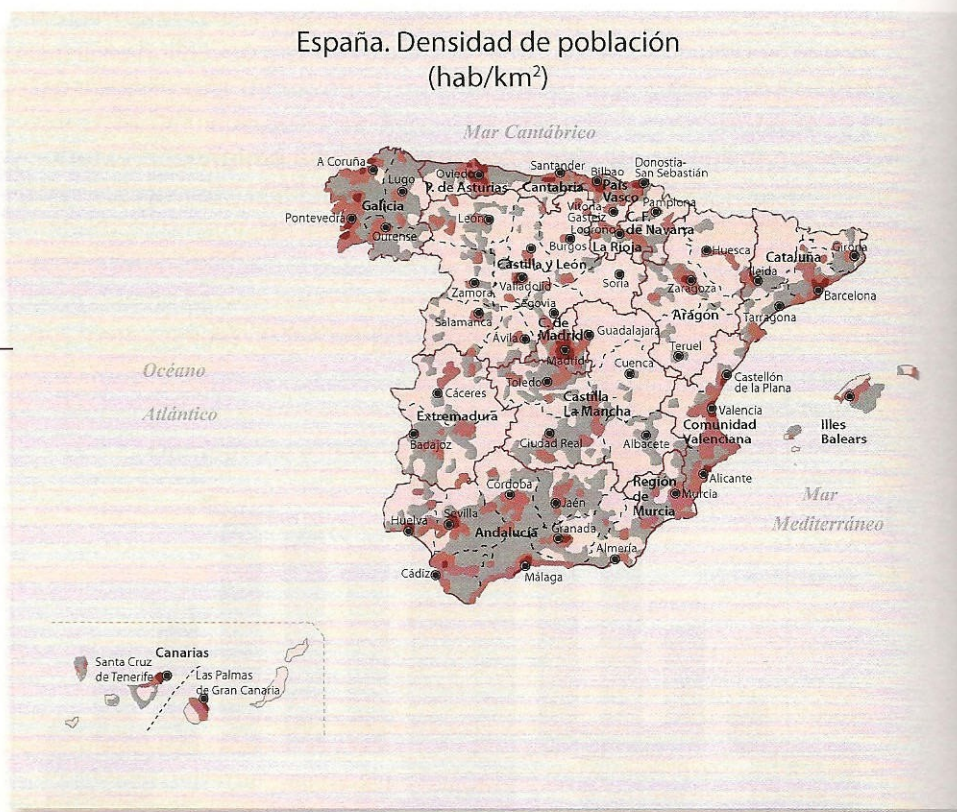 España. Densidad de población
(hab/km²)
Mar Cantábrico
A Coruña
Lugo
Oviedo
P. de Asturias
Santander
Cantabria
Bilbao
País
Vasco
Donostia-
San Sebastián
Galicia
Pontevedra
Ourense
León
Vitoria
Gasteiz
Pamplona
C. F.
de Navarra
Logroño
La Rioja
Burgos
Huesca
Cataluña
Girona
Castilla y León
Zamora
Valladolid
Soria
Zaragoza
Lleida
Barcelona
Segovia
Aragón
Tarragona
Salamanca
Ávila
C. de
Madrid
Guadalajara
Madrid
Teruel
Océano
Atlántico
Toledo
Cuenca
Castellón
de la Plana
Cáceres
Castilla
La Mancha
Valencia
Extremadura
Comunidad
Valenciana
Illes
Balears
Badajoz
Ciudad Real
Albacete
Alicante
Región
de
Murcia
Murcia
Mar
Mediterráneo
Córdoba
Jaén
Huelva
Sevilla
Andalucía
Granada
Almería
Cádiz
Málaga
Canarias
Santa Cruz
de Tenerife
Las Palmas
de Gran Canaria